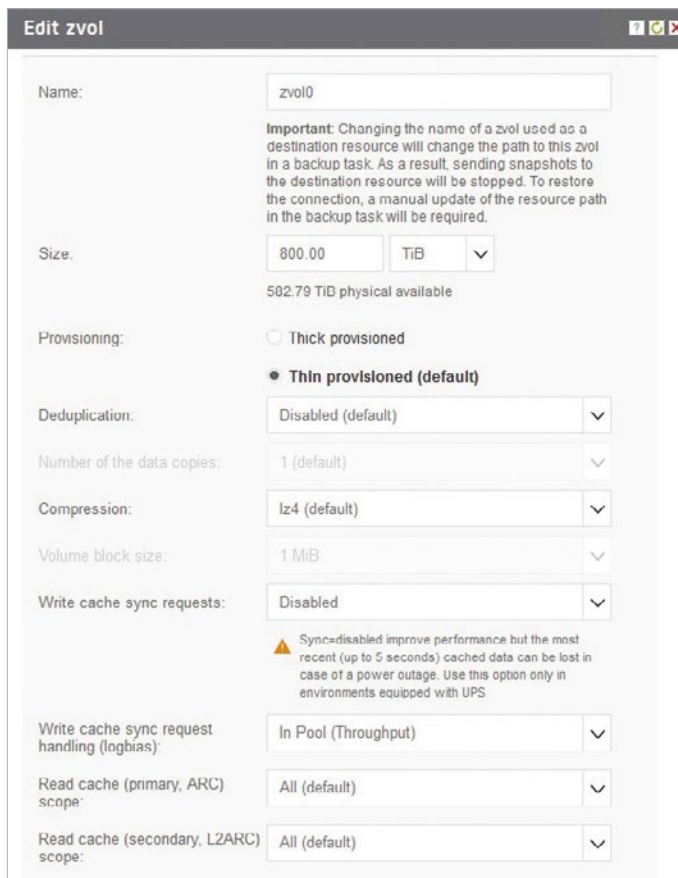 Edit zvol
?
Name:
zvol0
Important: Changing the name of a zvol used as a
destination resource will change the path to this zvol
in a backup task. As a result, sending snapshots to
the destination resource will be stopped. To restore
the connection, a manual update of the resource path
in the backup task will be required.
Size:
800.00
TiB
582.79 TiB physical available
Provisioning:
Thick provisioned
Thin provisioned (default)
Deduplication:
Disabled (default)
Number of the data copies:
1 (default)
Compression:
lz4 (default)
Volume block size:
1 MiB
Write cache sync requests:
Disabled
Sync=disabled improve performance but the most
recent (up to 5 seconds) cached data can be lost in
case of a power outage. Use this option only in
environments equipped with UPS
Write cache sync request
handling (logbias):
In Pool (Throughput)
Read cache (primary, ARC)
scope:
All (default)
Read cache (secondary, L2ARC)
scope:
All (default)